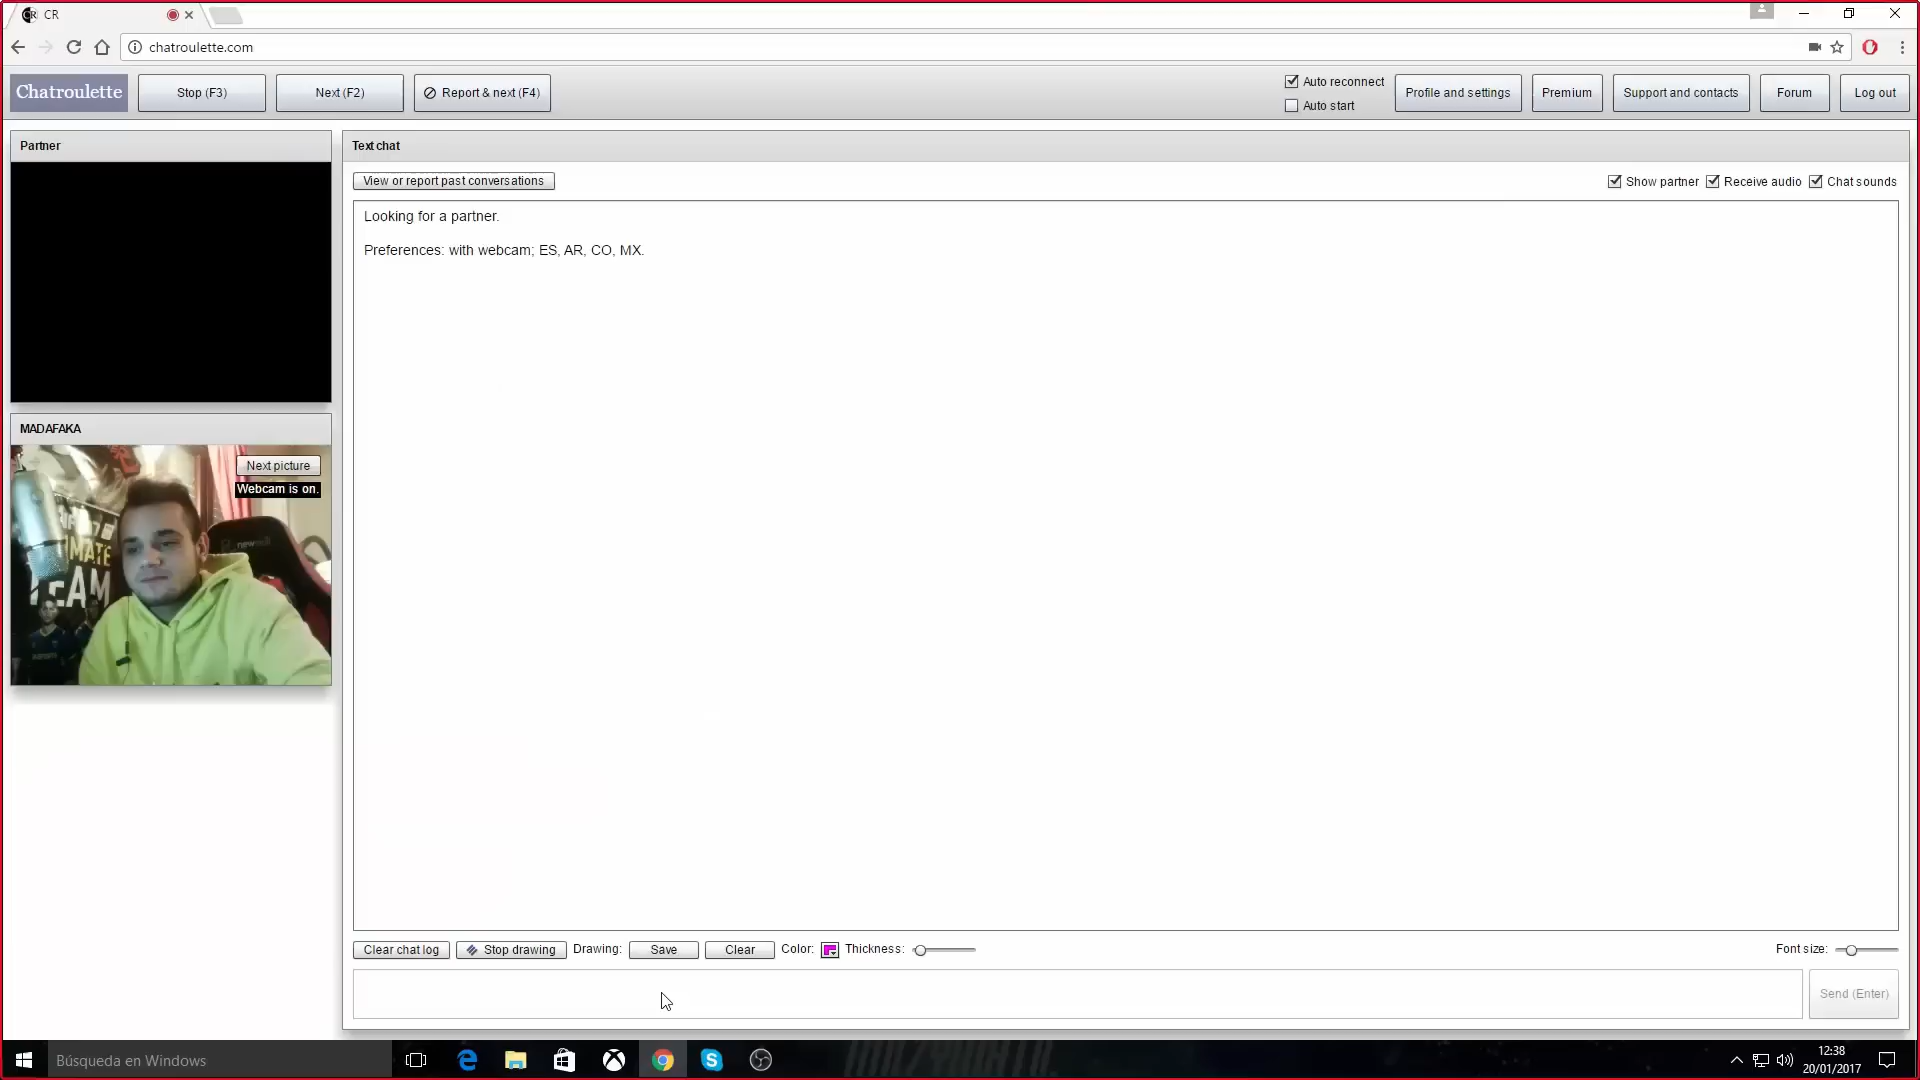 CR
chatroulette.com
Chatroulette
Stop (F3)
Next (F2)
Report & next (F4)
Auto reconnect
Auto start
Profile and settings
Premium
Support and contacts
Forum
Log out
Partner
Text chat
View or report past conversations
Show partner
Receive audio
Chat sounds
Looking for a partner.
Preferences: with webcam; ES, AR, CO, MX.
MADAFAKA
Next picture
Webcam is on.
newskill
MATE
TEAM
Clear chat log
Stop drawing
Drawing:
Save
Clear
Color:
Thickness:
Font size:
Send (Enter)
Búsqueda en Windows
12:38
20/01/2017